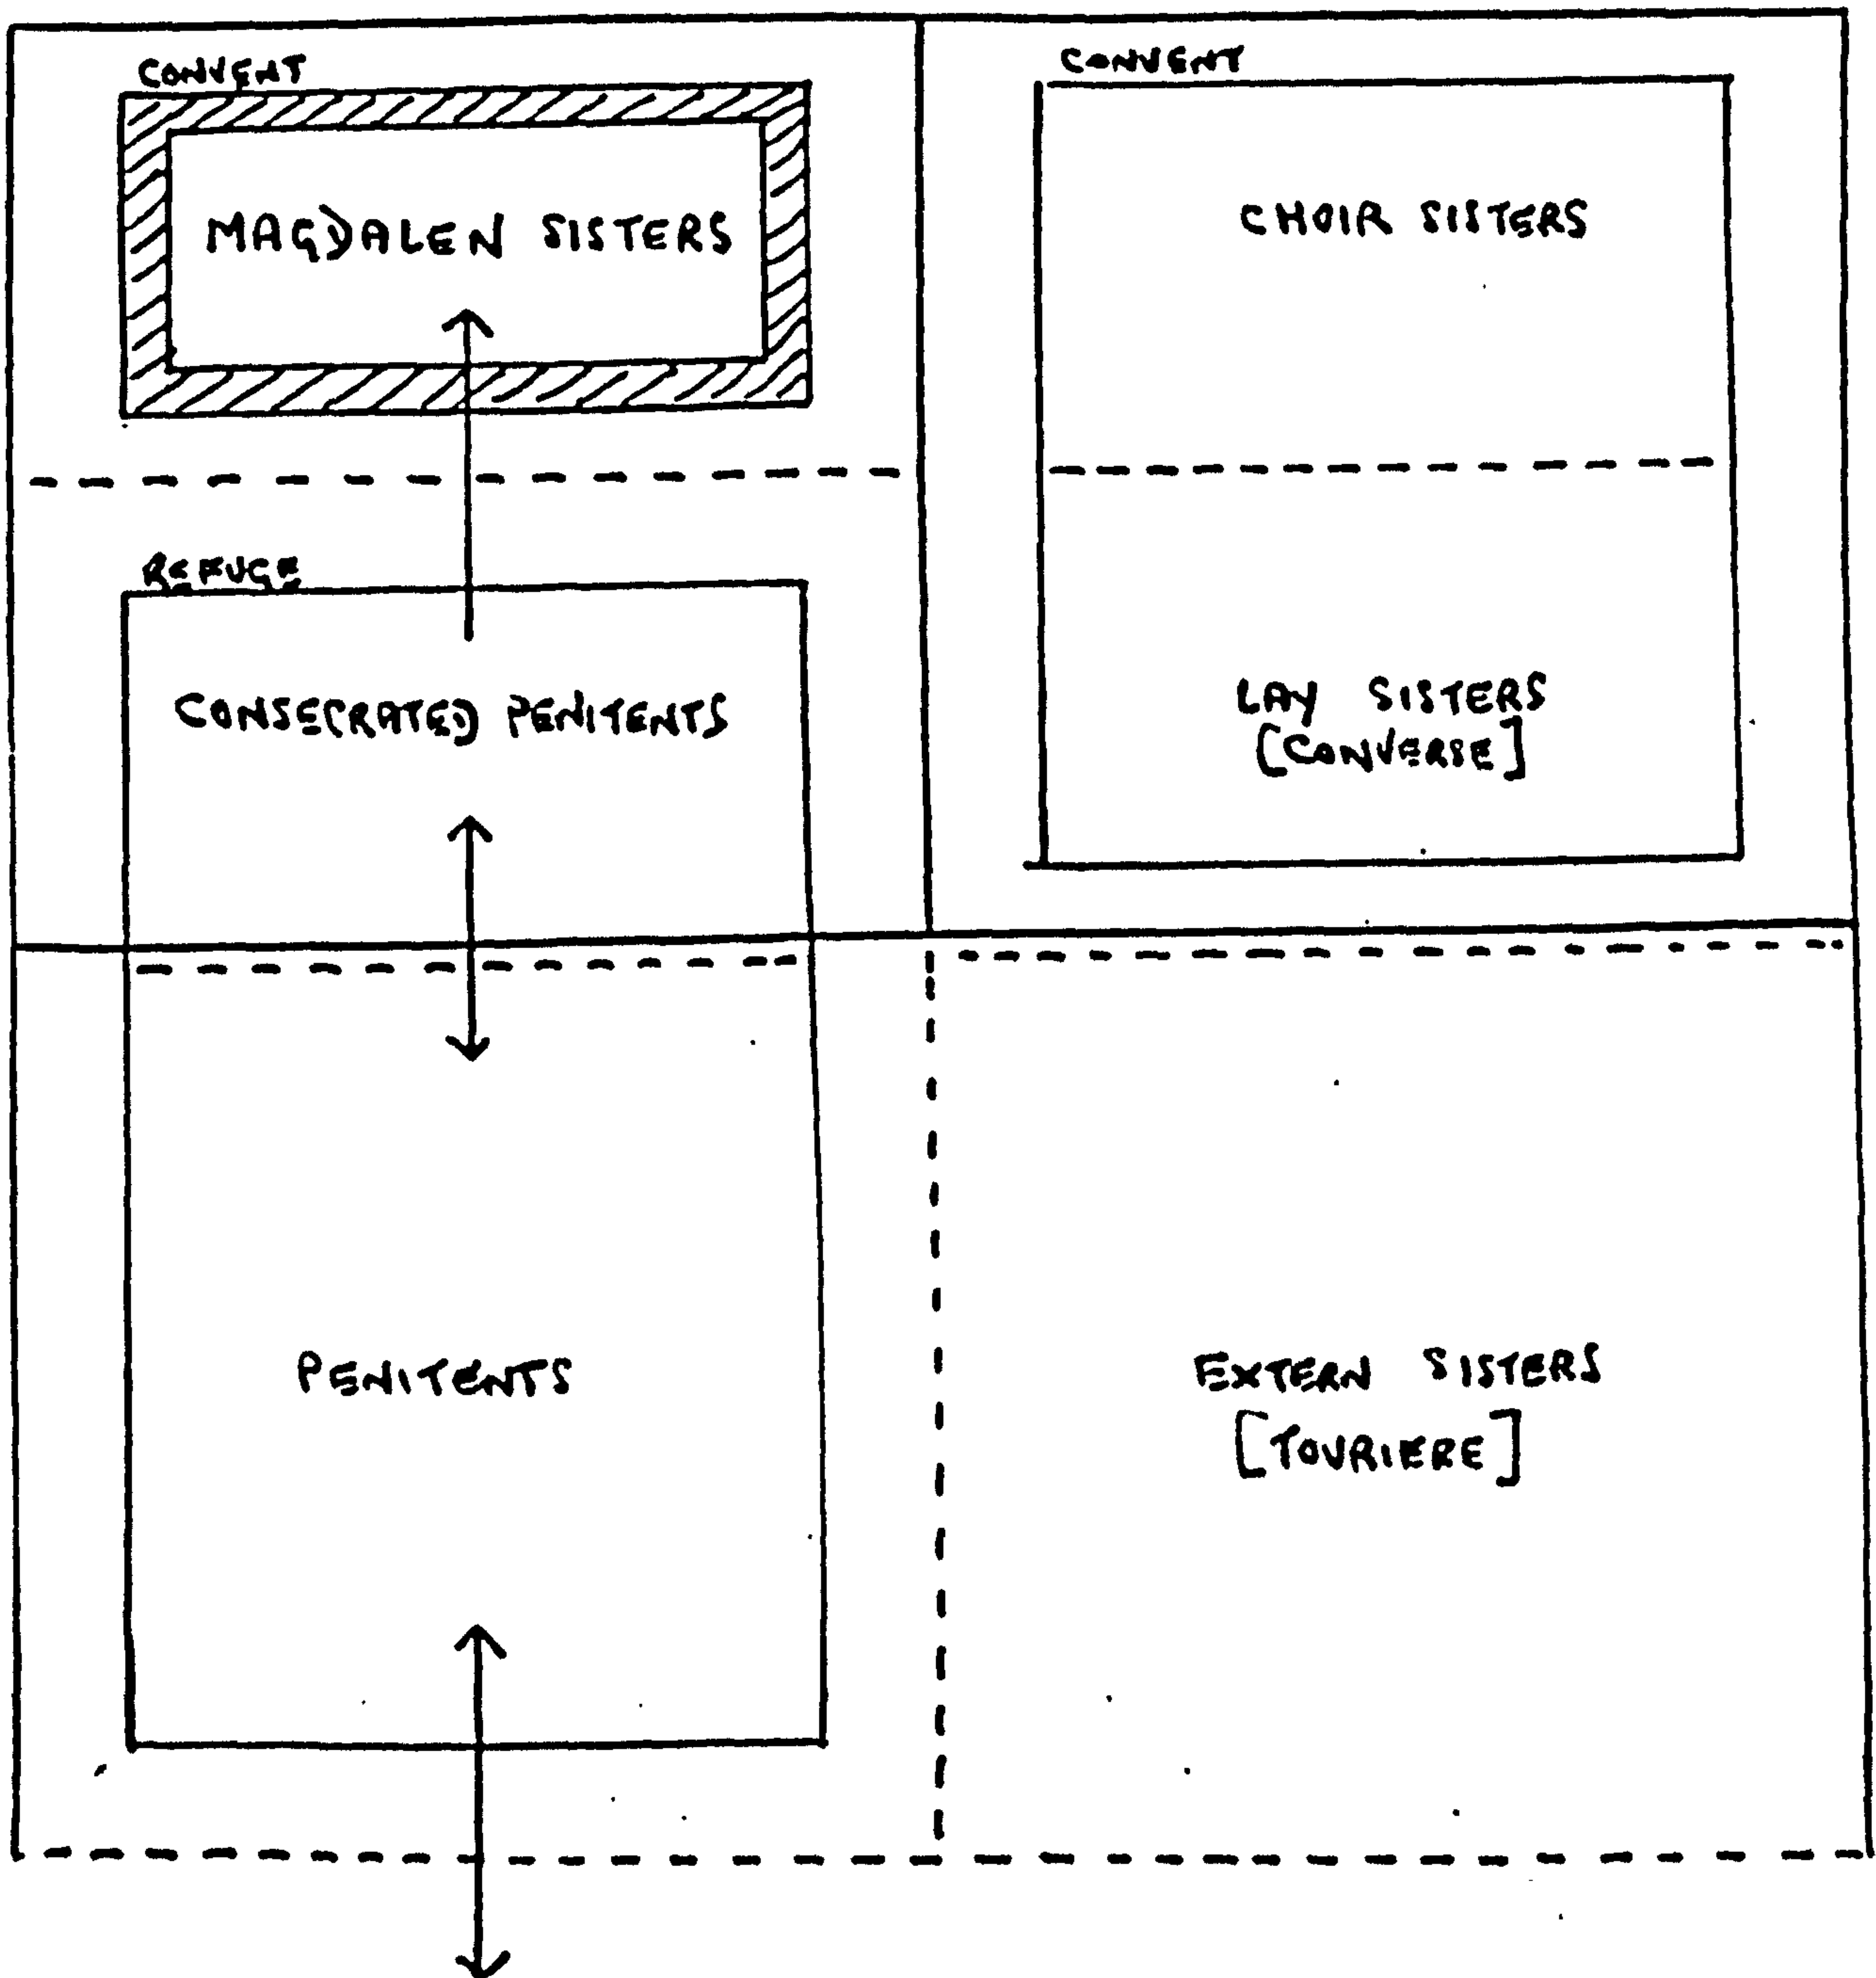 CONVENT
MAGDALEN SISTERS
REFUGE
CONSECRATED PENITENTS
PENITENTS
CONVENT
CHOIR SISTERS
LAY SISTERS
[CONVERSE]
EXTERN SISTERS
[TOURIERE]